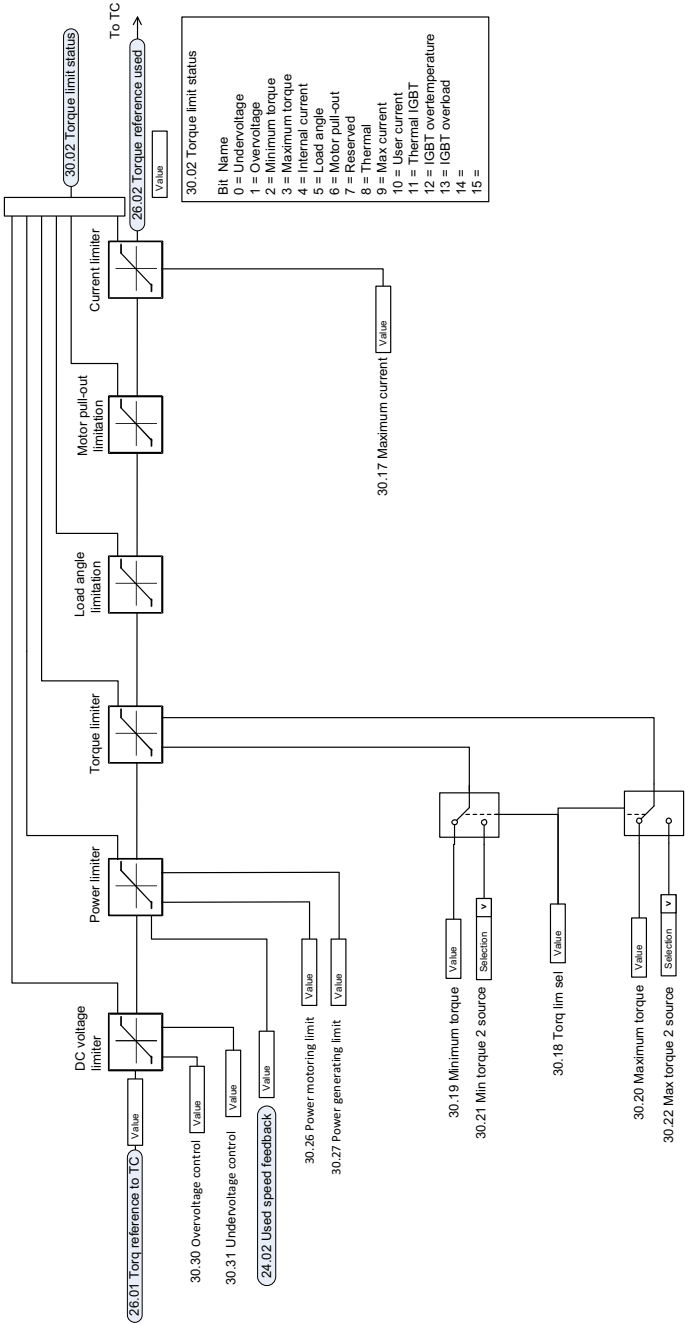 26.01 Torq reference to TC
Value
30.30 Overvoltage control
Value
30.31 Undervoltage control
Value
24.02 Used speed feedback
Value
30.26 Power motoring limit
Value
30.27 Power generating limit
Value
DC voltage
limiter
Power limiter
Torque limiter
Load angle
limitation
Motor pull-out
limitation
Current limiter
30.19 Minimum torque
Value
30.21 Min torque 2 source
Selection
v
30.18 Torq lim sel
Value
30.20 Maximum torque
Value
30.22 Max torque 2 source
Selection
v
30.17 Maximum current
Value
30.02 Torque limit status
To TC
26.02 Torque reference used
Value
30.02 Torque limit status
Bit Name
0 = Undervoltage
1 = Overvoltage
2 = Minimum torque
3 = Maximum torque
4 = Internal current
5 = Load angle
6 = Motor pull-out
7 = Reserved
8 = Thermal
9 = Max current
10 = User current
11 = Thermal IGBT
12 = IGBT overtemperature
13 = IGBT overload
14 =
15 =